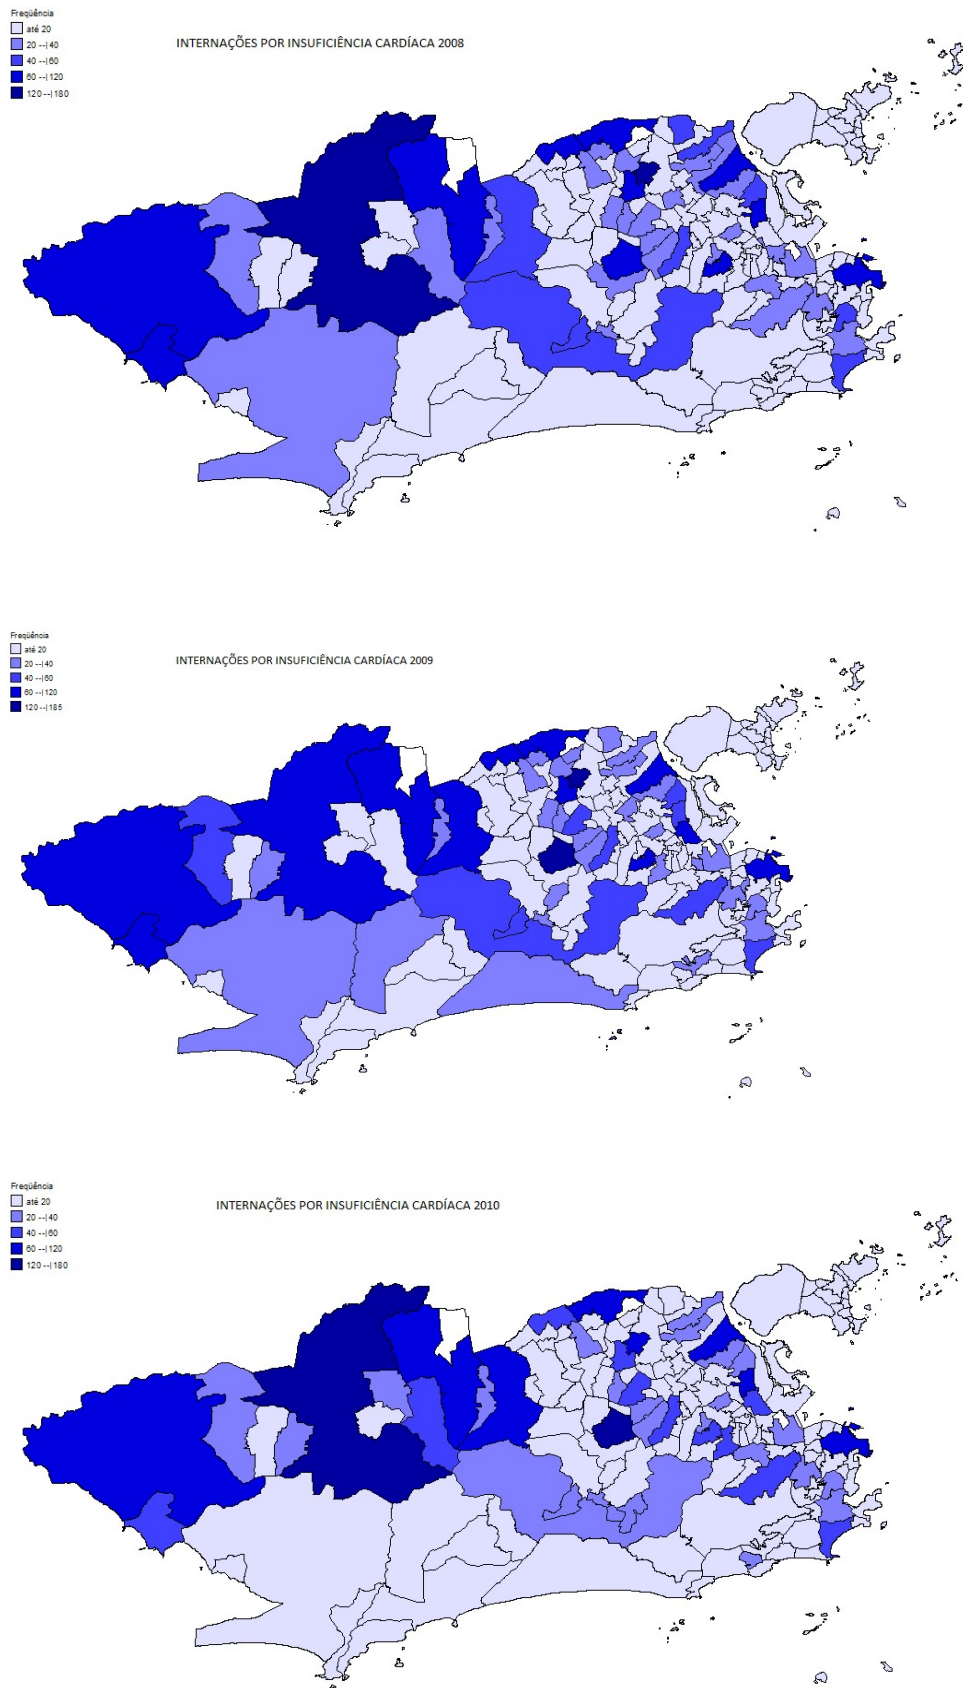 Freqüência
até 20
20 --| 40
40 --| 60
60 --| 120
120 --| 180
INTERNAÇÕES POR INSUFICIÊNCIA CARDÍACA 2008
Freqüência
até 20
20 --| 40
40 --| 60
60 --| 120
120 --| 185
INTERNAÇÕES POR INSUFICIÊNCIA CARDÍACA 2009
Freqüência
até 20
20 --| 40
40 --| 60
60 --| 120
120 --| 180
INTERNAÇÕES POR INSUFICIÊNCIA CARDÍACA 2010